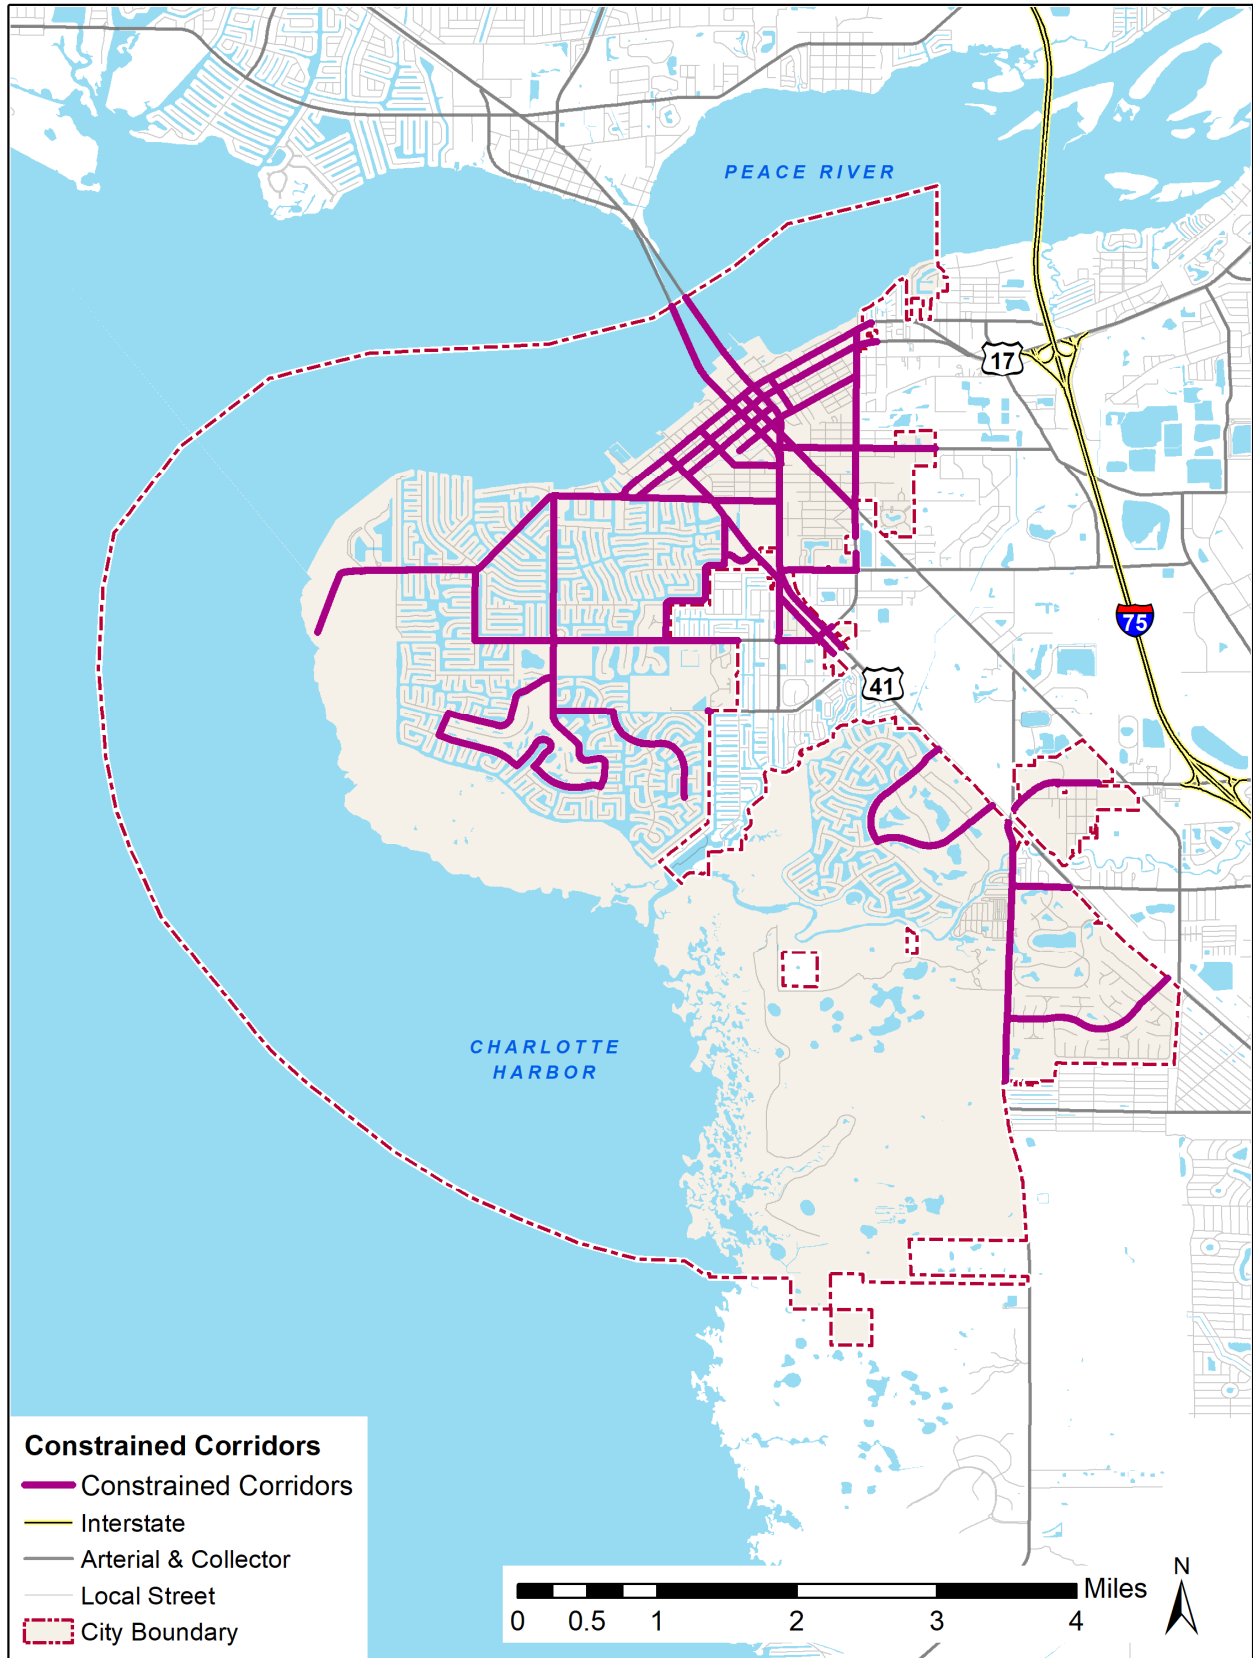 PEACE RIVER
17
75
41
CHARLOTTE
HARBOR
Constrained Corridors
Constrained Corridors
Interstate
Arterial & Collector
Local Street
City Boundary
Miles
0 0.5 1 2 3 4
N